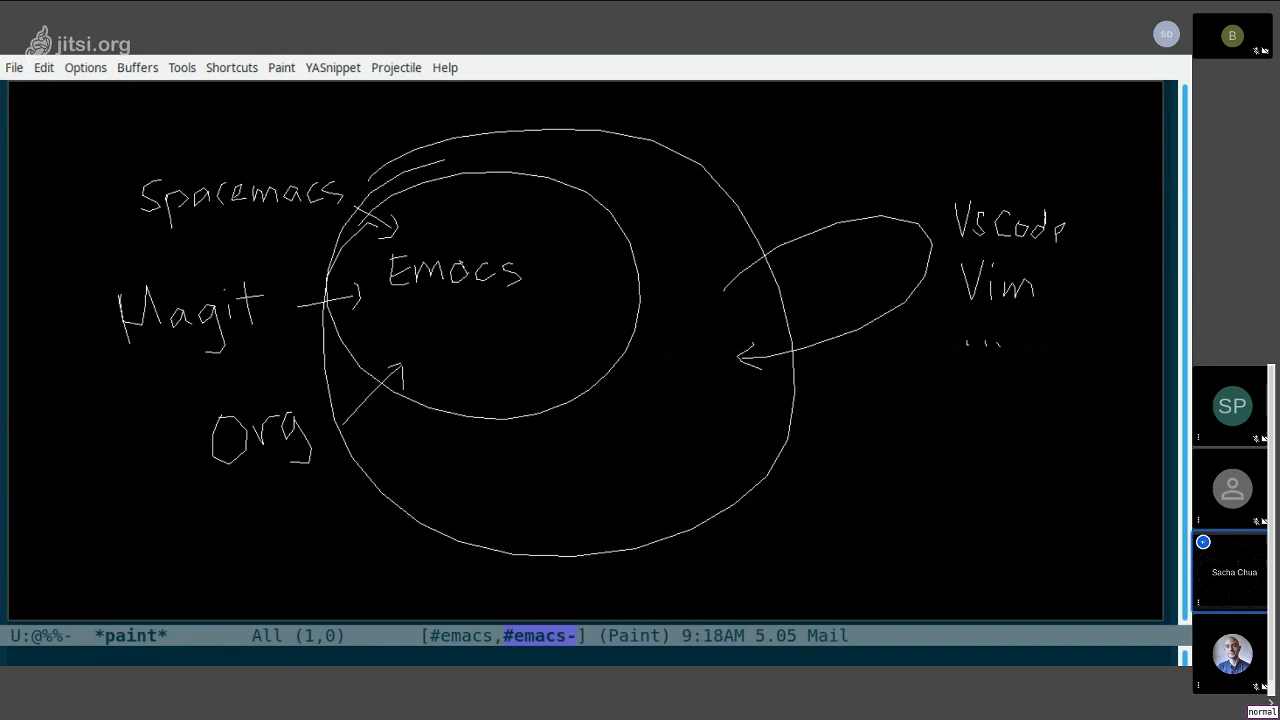 jitsi.org
SD
B
File Edit Options Buffers Tools Shortcuts Paint YASnippet Projectile Help
Spacemacs
Emacs
Magit
Org
VsCode
Vim
...
SP
Sacha Chua
U:@%%- *paint* All (1,0) [#emacs,#emacs-] (Paint) 9:18AM 5.05 Mail
normal